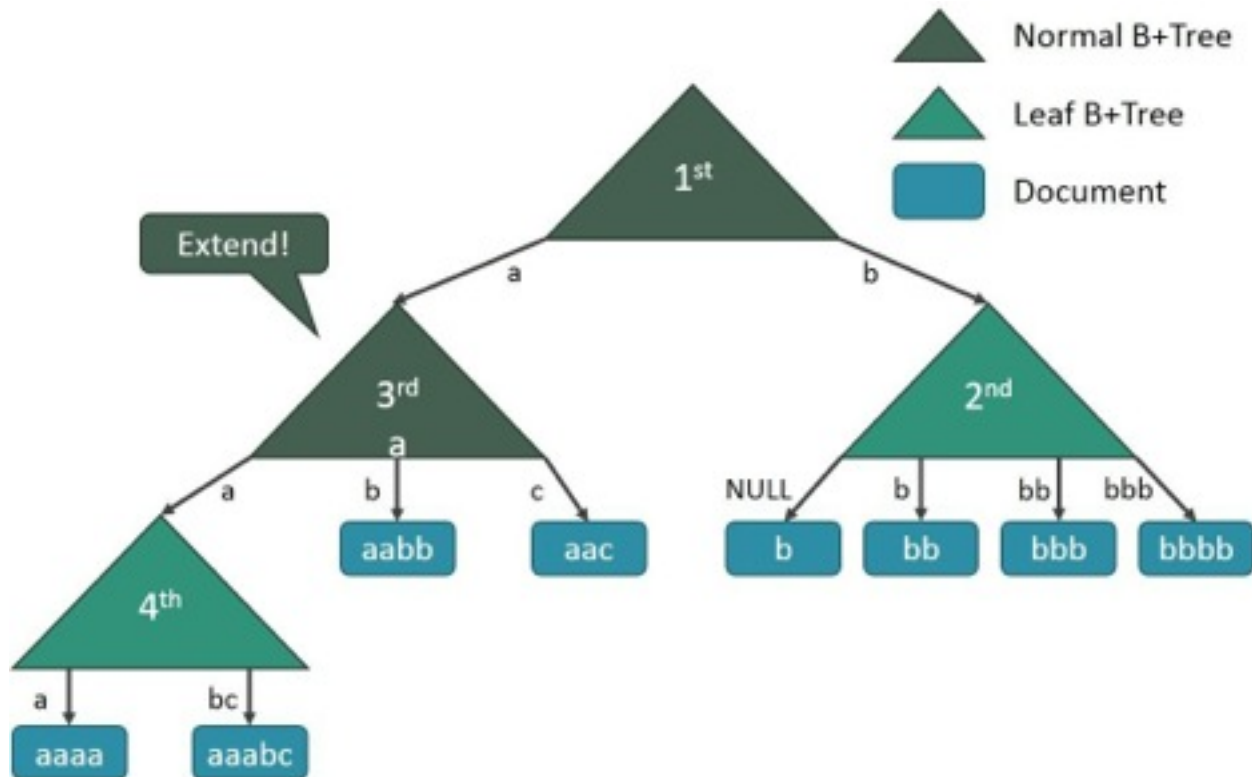 Normal B+Tree
Leaf B+Tree
Document
1st
Extend!
a
b
3rd
a
2nd
a
b
c
NULL
b
bb
bbb
aabb
aac
b
bb
bbb
bbbb
4th
a
bc
aaaa
aaabc